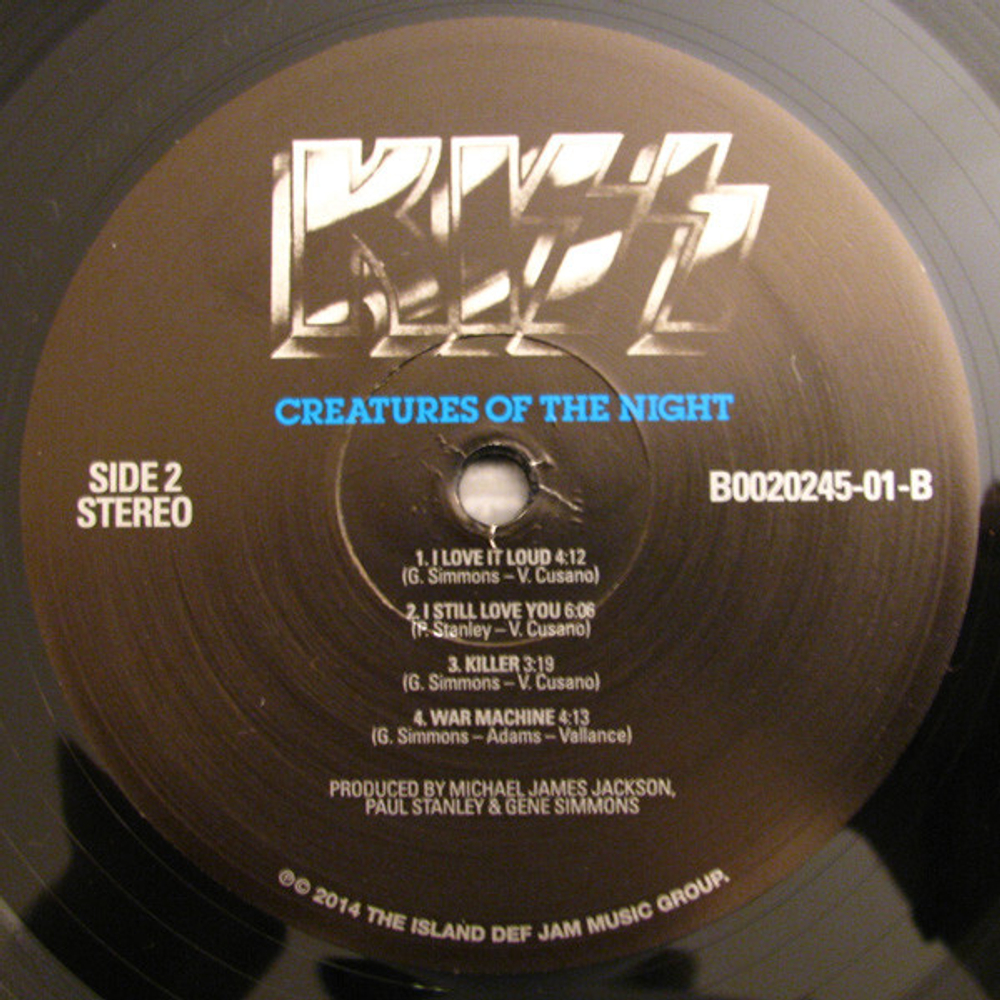 KISS
CREATURES OF THE NIGHT
SIDE 2
STEREO
B0020245-01-B
1. I LOVE IT LOUD 4:12
(G. Simmons – V. Cusano)
2. I STILL LOVE YOU 6:06
(P. Stanley – V. Cusano)
3. KILLER 3:19
(G. Simmons – V. Cusano)
4. WAR MACHINE 4:13
(G. Simmons – Adams – Vallance)
PRODUCED BY MICHAEL JAMES JACKSON,
PAUL STANLEY & GENE SIMMONS
℗© 2014 THE ISLAND DEF JAM MUSIC GROUP.